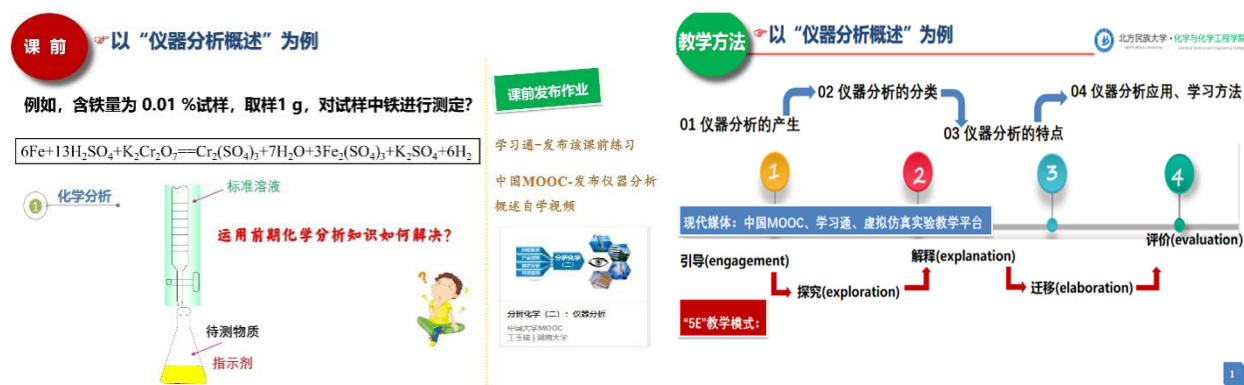 课 前
☞以“仪器分析概述”为例
例如，含铁量为 0.01 %试样，取样1 g，对试样中铁进行测定？
6Fe+13H₂SO₄+K₂Cr₂O₇==Cr₂(SO₄)₃+7H₂O+3Fe₂(SO₄)₃+K₂SO₄+6H₂
1
化学分析
标准溶液
运用前期化学分析知识如何解决？
待测物质
指示剂
课前发布作业
学习通-发布该课前练习
中国MOOC-发布仪器分析
概述自学视频
分析化学
（二）
分析化学（二）：仪器分析
中国大学MOOC
湖南大学
教学方法
☞以“仪器分析概述”为例
北方民族大学·化学与化学工程学院
02 仪器分析的分类
04 仪器分析应用、学习方法
01 仪器分析的产生
03 仪器分析的特点
1
2
3
4
现代媒体：中国MOOC、学习通、虚拟仿真实验教学平台
评价(evaluation)
引导(engagement)
解释(explanation)
探究(exploration)
迁移(elaboration)
“5E”教学模式：
1